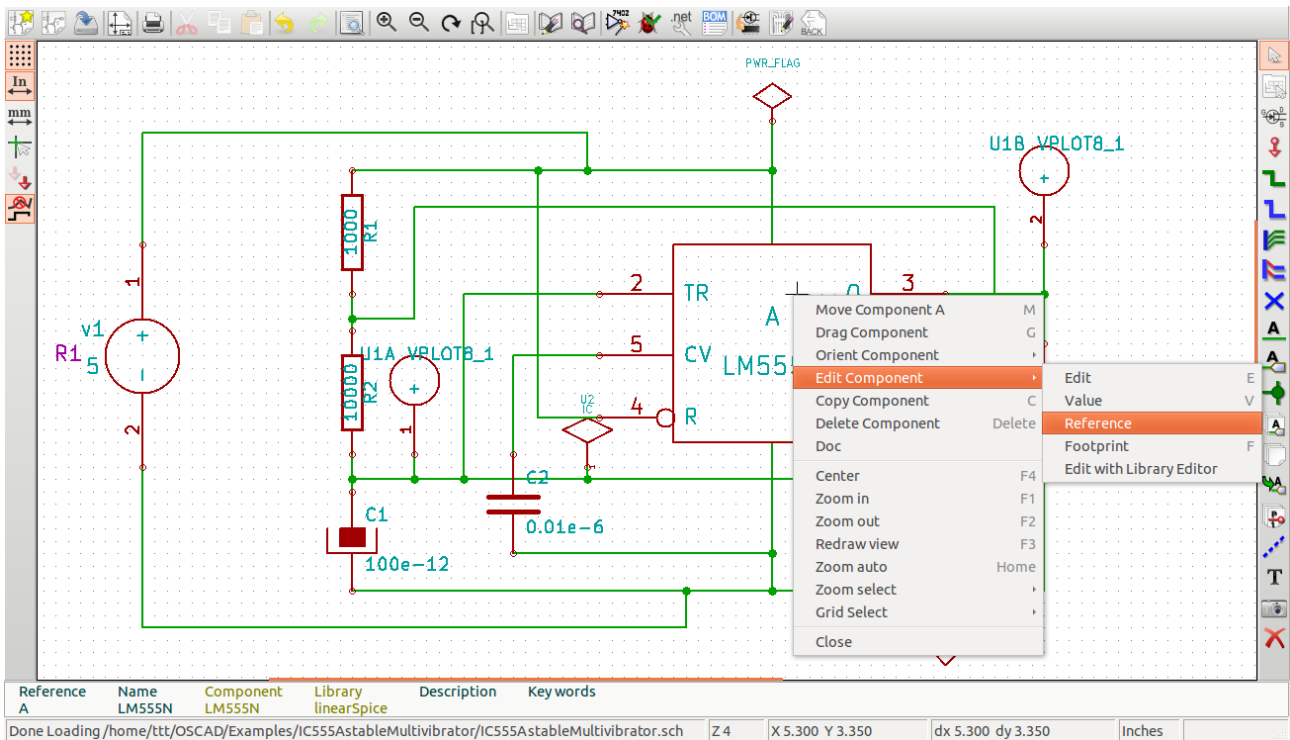 7402
.net
BOM
BACK
In
mm
PWR_FLAG
U1B VPLOT8_1
+
2
1000
R1
1
2
TR
3
Q
A
v1
+
R1
5
U1A VPLOT8_1
+
5
CV
LM55
10000
R2
U2
IC
4
R
1
2
1
C2
0.01e-6
C1
100e-12
Move Component A M
Drag Component G
Orient Component
Edit Component
Copy Component C
Delete Component Delete
Doc
Center F4
Zoom in F1
Zoom out F2
Redraw view F3
Zoom auto Home
Zoom select
Grid Select
Close
Edit E
Value V
Reference
Footprint F
Edit with Library Editor
A
A
A
A
T
Reference Name Component Library Description Key words
A LM555N LM555N linearSpice
Done Loading /home/ttt/OSCAD/Examples/IC555AstableMultivibrator/IC555AstableMultivibrator.sch Z 4 X 5.300 Y 3.350 dx 5.300 dy 3.350 Inches